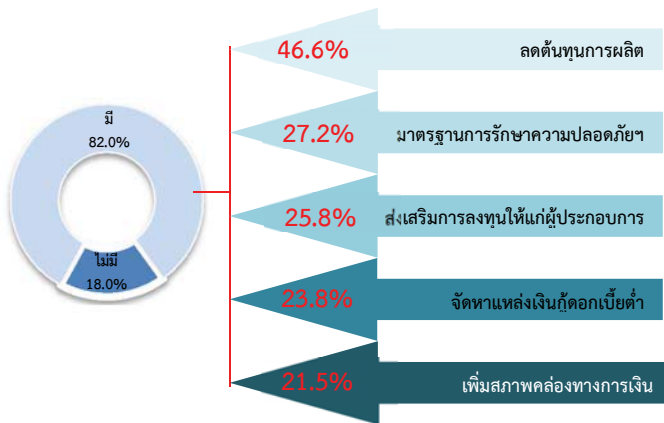 มี
82.0%
ไม่มี
18.0%
46.6% ลดต้นทุนการผลิต
27.2% มาตรฐานการรักษาความปลอดภัยฯ
25.8% ส่งเสริมการลงทุนให้แก่ผู้ประกอบการ
23.8% จัดหาแหล่งเงินกู้ดอกเบี้ยต่ำ
21.5% เพิ่มสภาพคล่องทางการเงิน